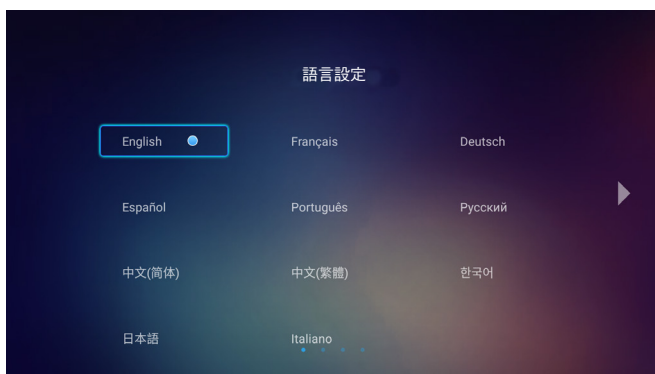 語言設定
English
Français
Deutsch
Español
Português
Русский
中文(简体)
中文(繁體)
한국어
日本語
Italiano